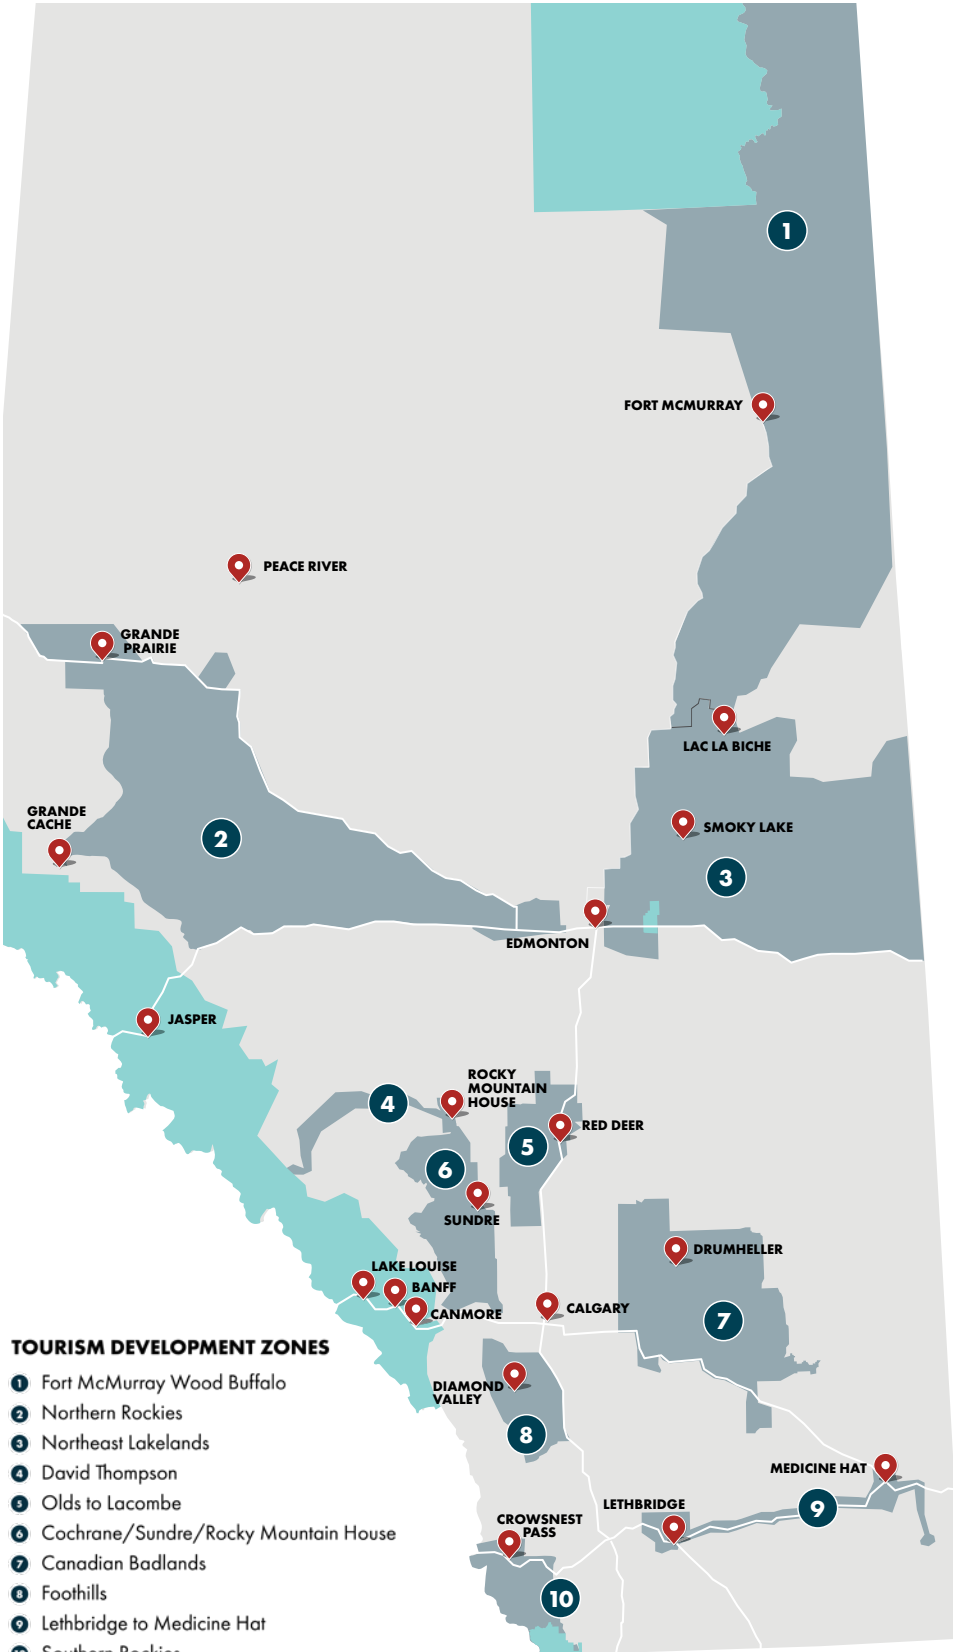 1
FORT MCMURRAY
PEACE RIVER
GRANDE
PRAIRIE
LAC LA BICHE
GRANDE
CACHE
2
SMOKY LAKE
3
EDMONTON
JASPER
ROCKY
MOUNTAIN
HOUSE
4
RED DEER
5
6
SUNDRE
DRUMHELLER
LAKE LOUISE
BANFF
CANMORE
CALGARY
7
DIAMOND
VALLEY
8
MEDICINE HAT
LETHBRIDGE
9
CROWSNEST
PASS
10
TOURISM DEVELOPMENT ZONES
1 Fort McMurray Wood Buffalo
2 Northern Rockies
3 Northeast Lakelands
4 David Thompson
5 Olds to Lacombe
6 Cochrane/Sundre/Rocky Mountain House
7 Canadian Badlands
8 Foothills
9 Lethbridge to Medicine Hat
10 Southern Rockies